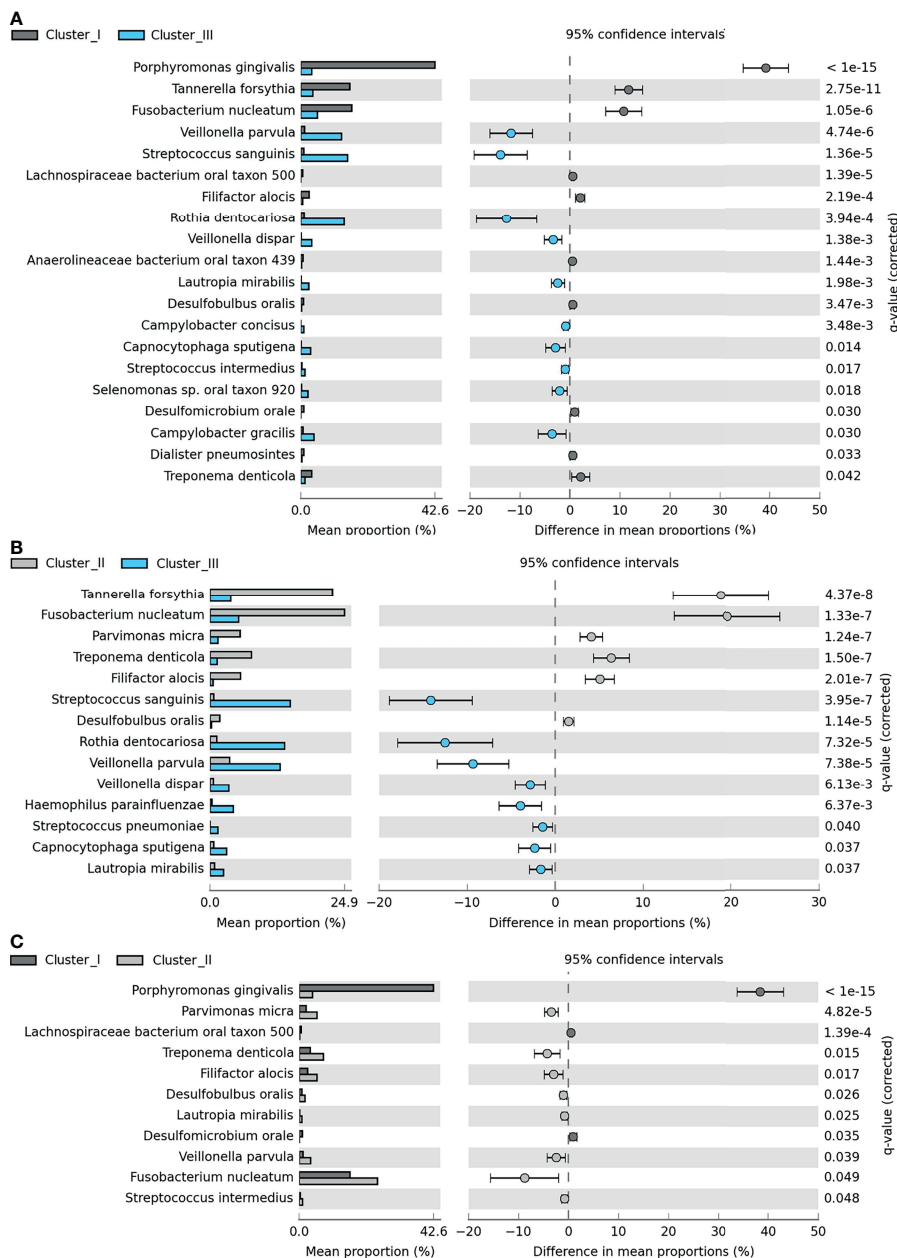 A
Cluster_I Cluster_III 95% confidence intervals
Porphyromonas gingivalis < 1e-15
Tannerella forsythia 2.75e-11
Fusobacterium nucleatum 1.05e-6
Veillonella parvula 4.74e-6
Streptococcus sanguinis 1.36e-5
Lachnospiraceae bacterium oral taxon 500 1.39e-5
Filifactor alocis 2.19e-4
Rothia dentocariosa 3.94e-4
Veillonella dispar 1.38e-3
Anaerolineaceae bacterium oral taxon 439 1.44e-3
Lautropia mirabilis 1.98e-3
Desulfobulbus oralis 3.47e-3
Campylobacter concisus 3.48e-3
Capnocytophaga sputigena 0.014
Streptococcus intermedius 0.017
Selenomonas sp. oral taxon 920 0.018
Desulfomicrobium orale 0.030
Campylobacter gracilis 0.030
Dialister pneumosintes 0.033
Treponema denticola 0.042
q-value (corrected)
0.0 42.6 −20 −10 0 10 20 30 40 50
Mean proportion (%) Difference in mean proportions (%)
B
Cluster_II Cluster_III 95% confidence intervals
Tannerella forsythia 4.37e-8
Fusobacterium nucleatum 1.33e-7
Parvimonas micra 1.24e-7
Treponema denticola 1.50e-7
Filifactor alocis 2.01e-7
Streptococcus sanguinis 3.95e-7
Desulfobulbus oralis 1.14e-5
Rothia dentocariosa 7.32e-5
Veillonella parvula 7.38e-5
Veillonella dispar 6.13e-3
Haemophilus parainfluenzae 6.37e-3
Streptococcus pneumoniae 0.040
Capnocytophaga sputigena 0.037
Lautropia mirabilis 0.037
q-value (corrected)
0.0 24.9 −20 −10 0 10 20 30
Mean proportion (%) Difference in mean proportions (%)
C
Cluster_I Cluster_II 95% confidence intervals
Porphyromonas gingivalis < 1e-15
Parvimonas micra 4.82e-5
Lachnospiraceae bacterium oral taxon 500 1.39e-4
Treponema denticola 0.015
Filifactor alocis 0.017
Desulfobulbus oralis 0.026
Lautropia mirabilis 0.025
Desulfomicrobium orale 0.035
Veillonella parvula 0.039
Fusobacterium nucleatum 0.049
Streptococcus intermedius 0.048
q-value (corrected)
0.0 42.6 −20 −10 0 10 20 30 40 50
Mean proportion (%) Difference in mean proportions (%)